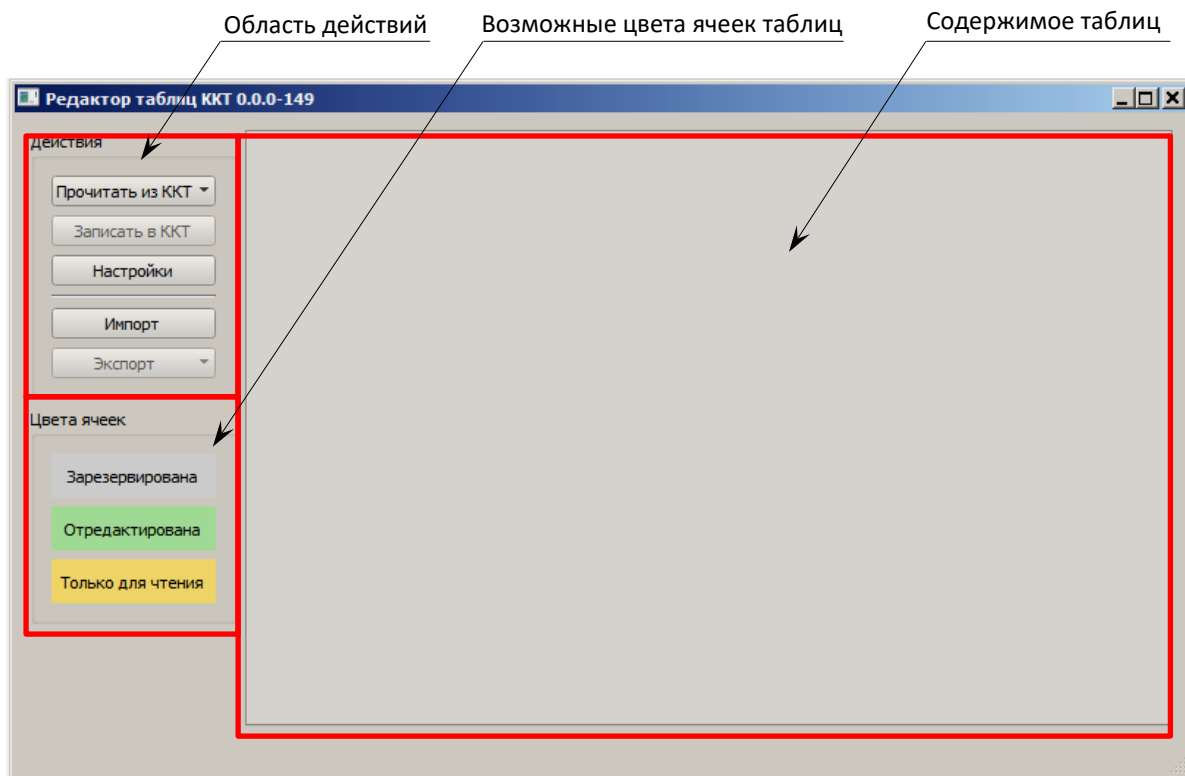 Область действий
Возможные цвета ячеек таблиц
Содержимое таблиц
Редактор таблиц ККТ 0.0.0-149
Действия
Прочитать из ККТ
Записать в ККТ
Настройки
Импорт
Экспорт
Цвета ячеек
Зарезервирована
Отредактирована
Только для чтения